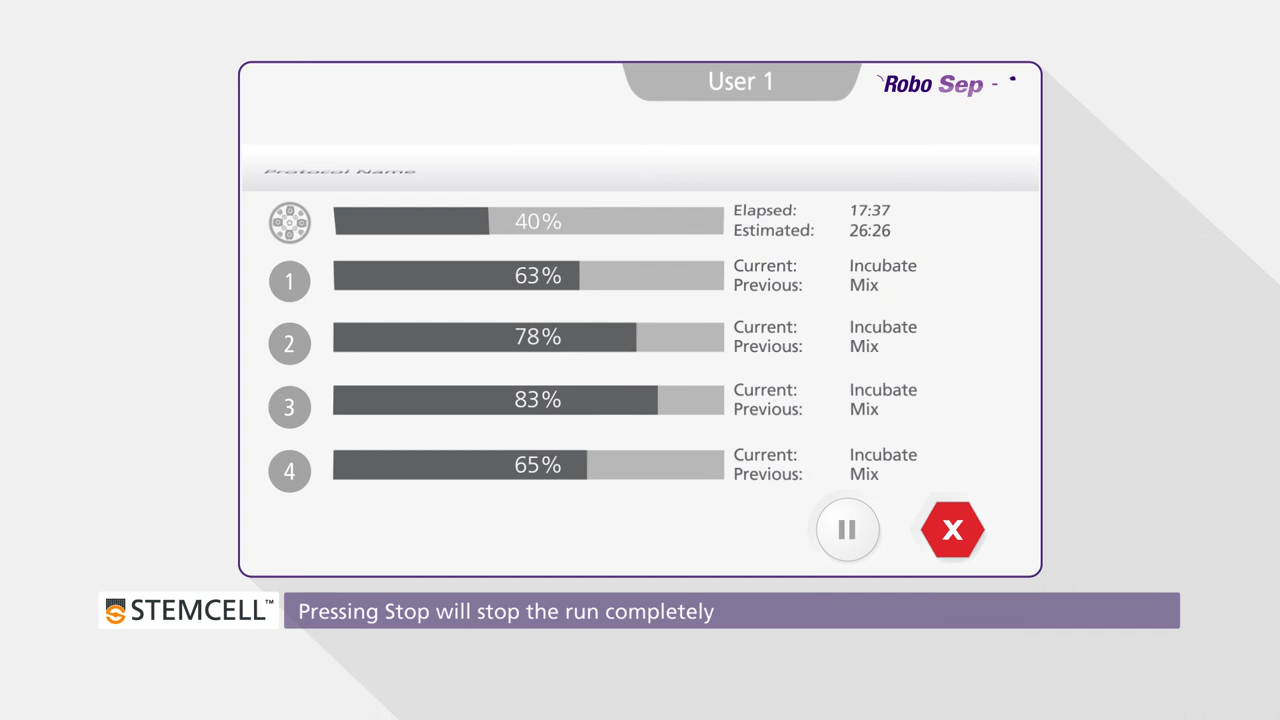 User 1
Robo Sep -
Protocol Name
40%
Elapsed: 17:37
Estimated: 26:26
1
63%
Current: Incubate
Previous: Mix
2
78%
Current: Incubate
Previous: Mix
3
83%
Current: Incubate
Previous: Mix
4
65%
Current: Incubate
Previous: Mix
X
STEMCELL™
Pressing Stop will stop the run completely